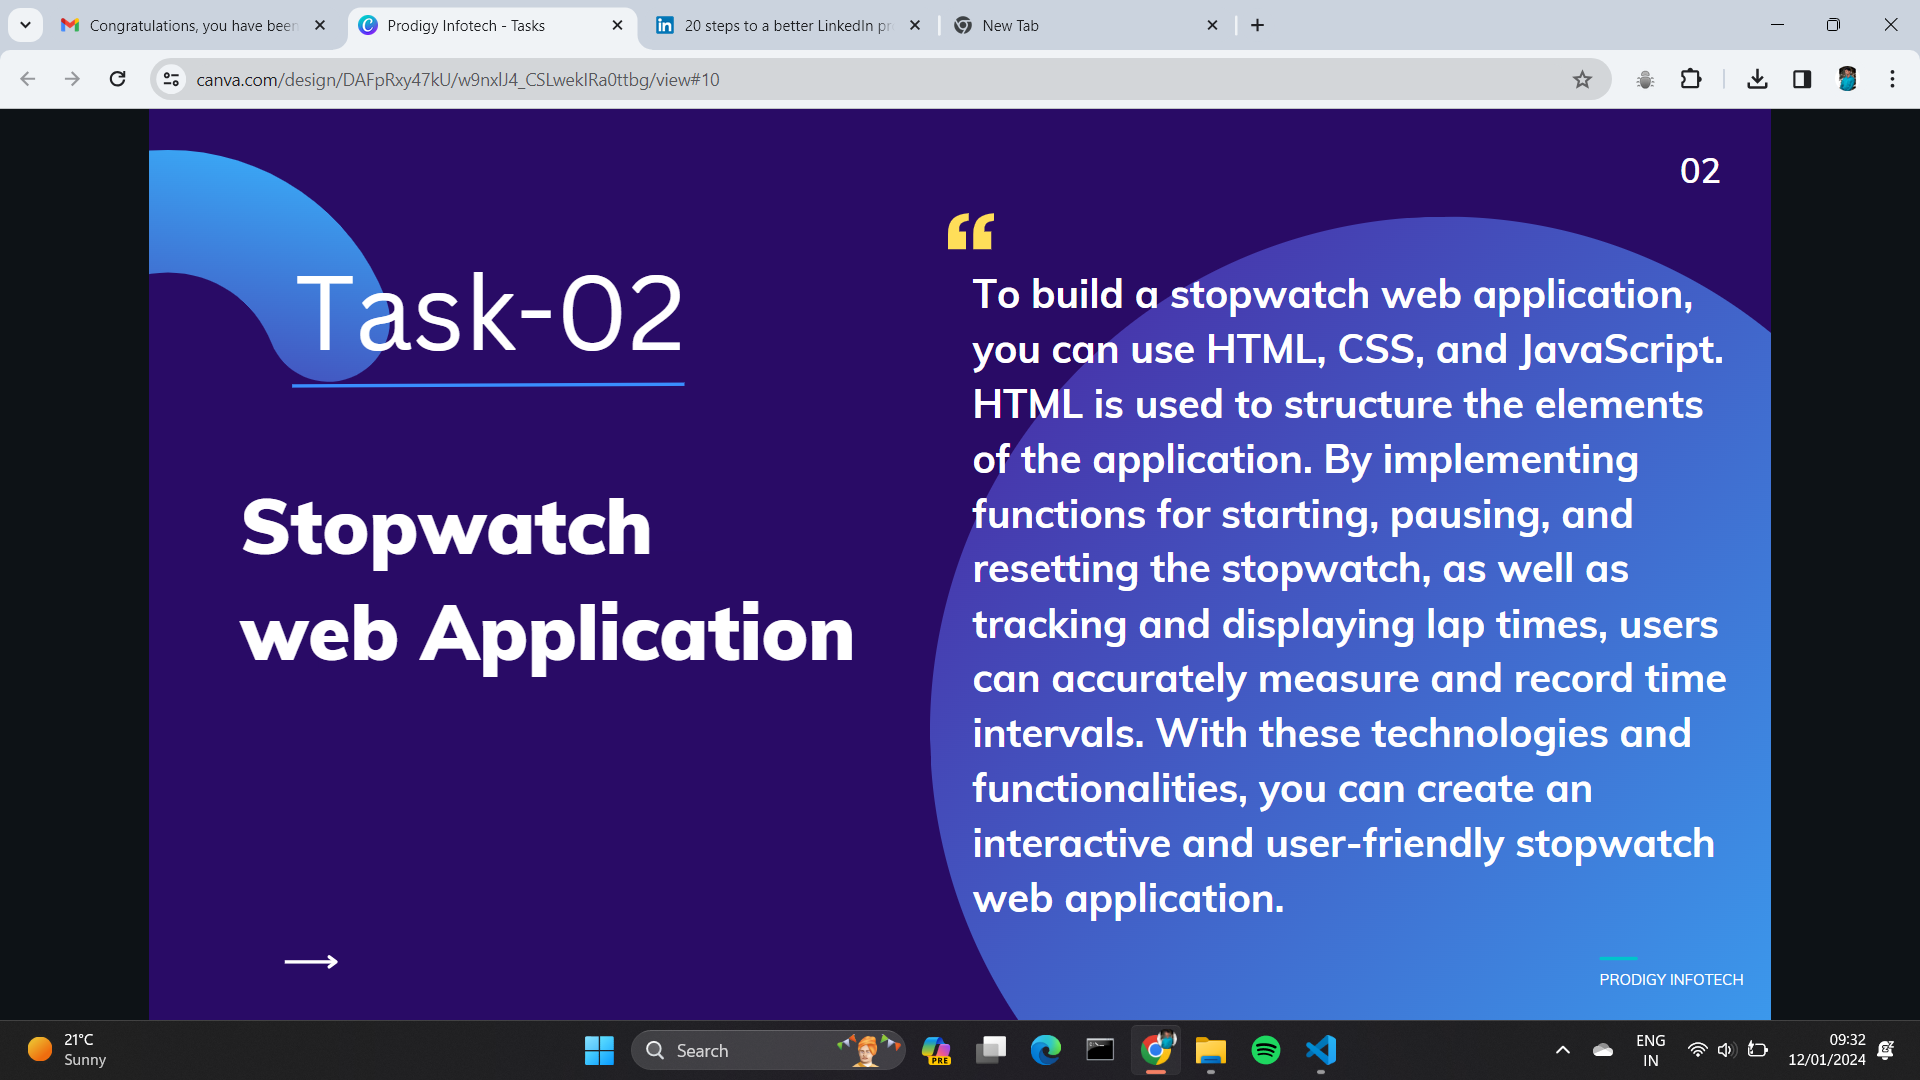 Congratulations, you have been
Prodigy Infotech - Tasks
20 steps to a better LinkedIn pr
New Tab
canva.com/design/DAFpRxy47kU/w9nxlJ4_CSLwekIRa0ttbg/view#10
02
Task-02
Stopwatch
web Application
“
To build a stopwatch web application,
you can use HTML, CSS, and JavaScript.
HTML is used to structure the elements
of the application. By implementing
functions for starting, pausing, and
resetting the stopwatch, as well as
tracking and displaying lap times, users
can accurately measure and record time
intervals. With these technologies and
functionalities, you can create an
interactive and user-friendly stopwatch
web application.
PRODIGY INFOTECH
21°C
Sunny
Search
PRE
ENG
IN
09:32
12/01/2024